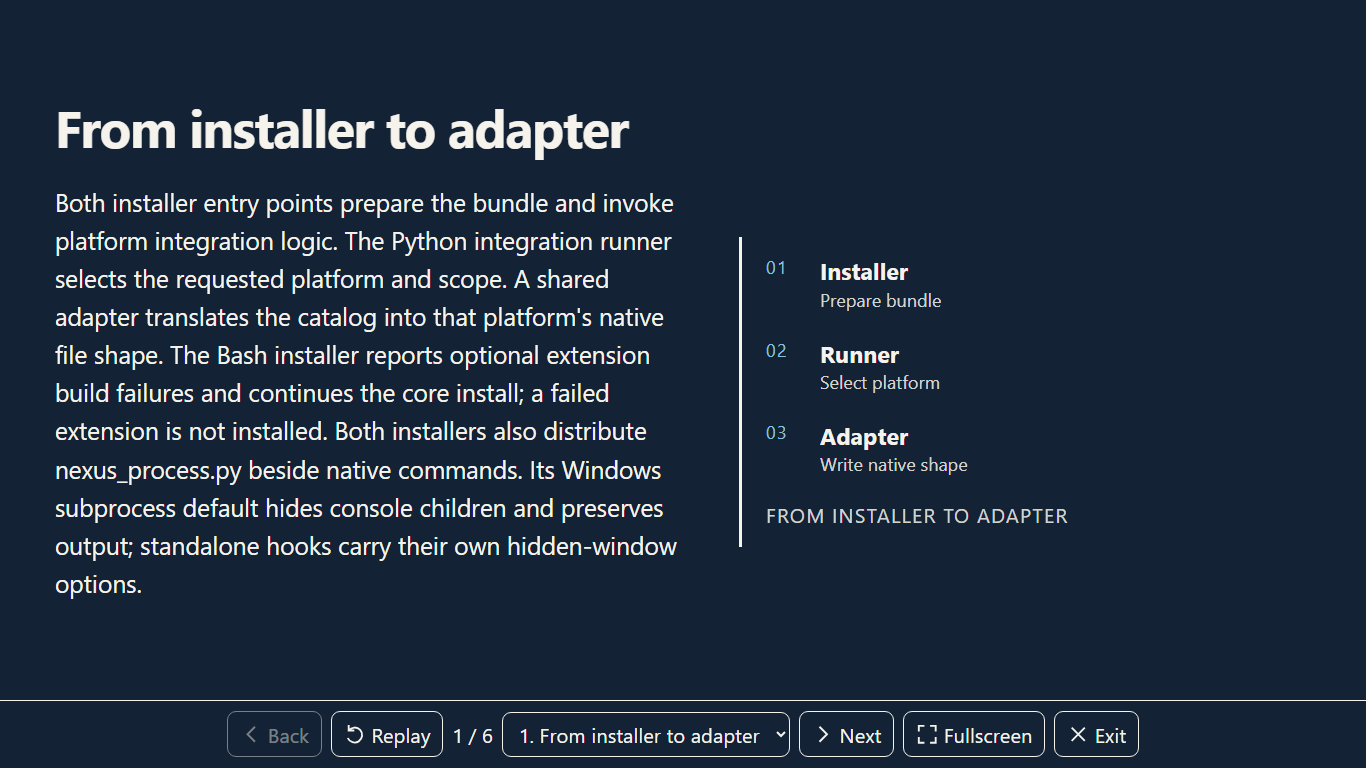 From installer to adapter
Both installer entry points prepare the bundle and invoke
platform integration logic. The Python integration runner
selects the requested platform and scope. A shared
adapter translates the catalog into that platform's native
file shape. The Bash installer reports optional extension
build failures and continues the core install; a failed
extension is not installed. Both installers also distribute
nexus_process.py beside native commands. Its Windows
subprocess default hides console children and preserves
output; standalone hooks carry their own hidden-window
options.
01 Installer
Prepare bundle
02 Runner
Select platform
03 Adapter
Write native shape
FROM INSTALLER TO ADAPTER
Back Replay 1 / 6 1. From installer to adapter Next Fullscreen Exit